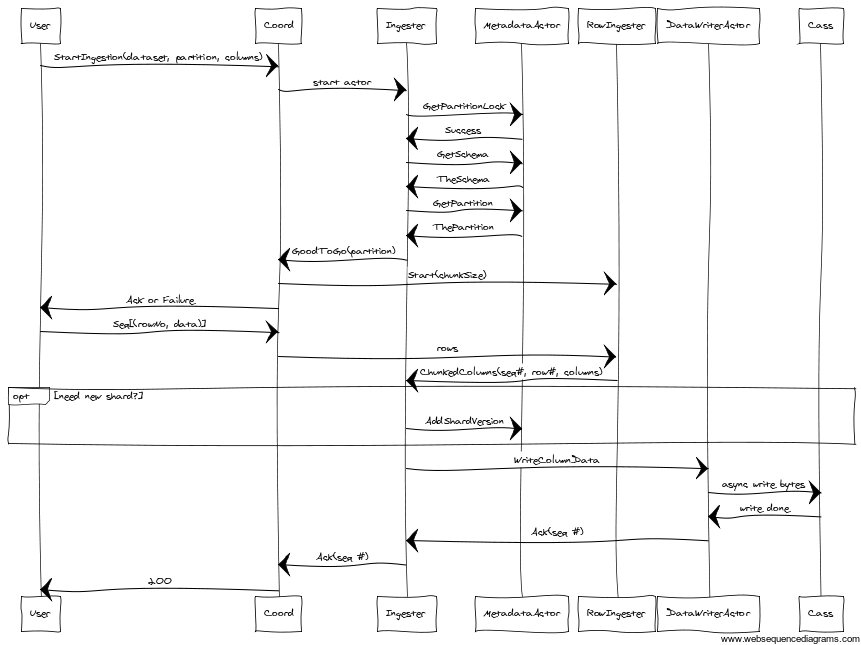 User Coord Ingester MetadataActor RowIngester DataWriterActor Cass
StartIngestion(dataset, partition, columns)
start actor
GetPartitionLock
Success
GetSchema
TheSchema
GetPartition
ThePartition
GoodToGo(partition)
Start(chunkSize)
Ack or Failure
Seq[(rowNo, data)]
rows
ChunkedColumns(seq#, row#, columns)
opt [need new shard?]
AddShardVersion
WriteColumnData
async write bytes
write done
Ack(seq #)
Ack(seq #)
200
User Coord Ingester MetadataActor RowIngester DataWriterActor Cass
www.websequencediagrams.com